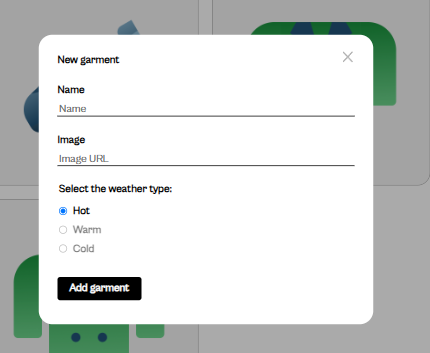 New garment
Name
Name
Image
Image URL
Select the weather type:
Hot
Warm
Cold
Add garment